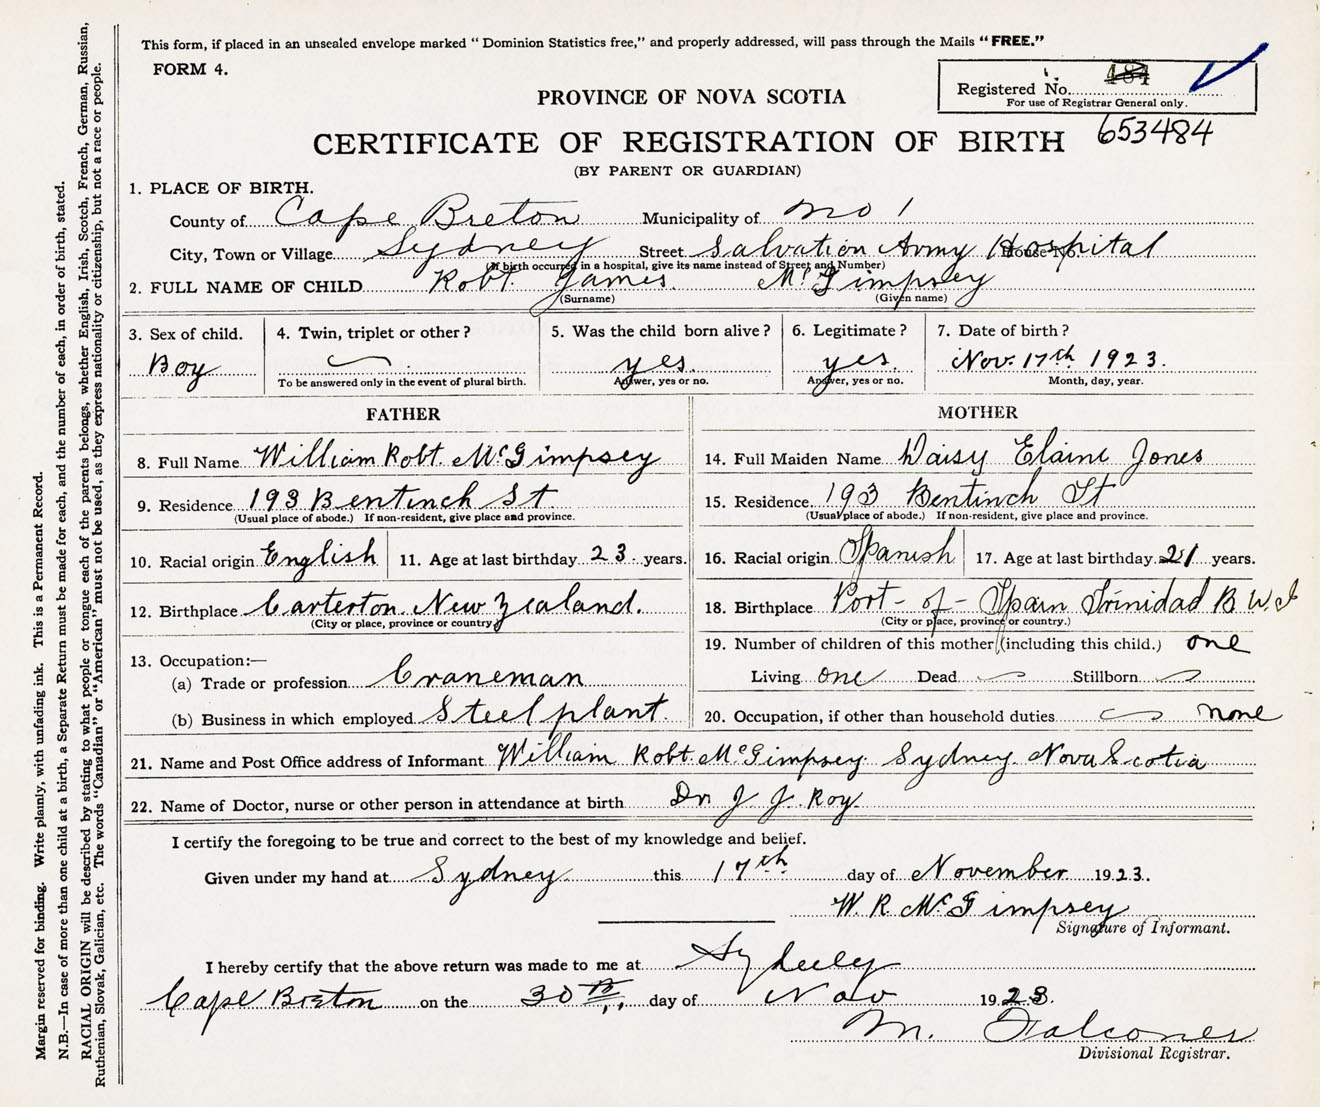 This form, if placed in an unsealed envelope marked “ Dominion Statistics free,” and properly addressed, will pass through the Mails “ FREE.”
FORM 4.
Registered No. 484
For use of Registrar General only.
653484
PROVINCE OF NOVA SCOTIA
CERTIFICATE OF REGISTRATION OF BIRTH
(BY PARENT OR GUARDIAN)
1. PLACE OF BIRTH.
County of Cape Breton Municipality of no 1
City, Town or Village Sydney Street Salvation Army Hospital House No.
(If birth occurred in a hospital, give its name instead of Street and Number)
2. FULL NAME OF CHILD Robt. James Mc Gimpsey
(Surname) (Given name)
3. Sex of child. Boy
4. Twin, triplet or other ?
To be answered only in the event of plural birth.
5. Was the child born alive ? yes.
Answer, yes or no.
6. Legitimate ? yes.
Answer, yes or no.
7. Date of birth ? Nov. 17th 1923.
Month, day, year.
FATHER
8. Full Name William Robt. McGimpsey
9. Residence 193 Bentinch St.
(Usual place of abode.) If non-resident, give place and province.
10. Racial origin English 11. Age at last birthday 23. years.
12. Birthplace Carterton New Zealand.
(City or place, province or country)
13. Occupation:—
(a) Trade or profession Craneman
(b) Business in which employed Steel plant.
MOTHER
14. Full Maiden Name Daisy Elaine Jones
15. Residence 193 Bentinch St
(Usual place of abode.) If non-resident, give place and province.
16. Racial origin Spanish 17. Age at last birthday 21 years.
18. Birthplace Port - of - Spain Trinidad B W I
(City or place, province or country.)
19. Number of children of this mother (including this child.) one
Living one Dead Stillborn
20. Occupation, if other than household duties none
21. Name and Post Office address of Informant William Robt. McGimpsey. Sydney. Nova Scotia
22. Name of Doctor, nurse or other person in attendance at birth Dr. J. J. Roy.
I certify the foregoing to be true and correct to the best of my knowledge and belief.
Given under my hand at Sydney this 17th day of November 1923.
W. R. McGimpsey
Signature of Informant.
I hereby certify that the above return was made to me at Sydney
Cape Breton on the 30th day of Nov 1923.
M. Falconer
Divisional Registrar.
Margin reserved for binding. Write plainly, with unfading ink. This is a Permanent Record.
N.B.—In case of more than one child at a birth, a Separate Return must be made for each, and the number of each, in order of birth, stated.
RACIAL ORIGIN will be described by stating to what people or tongue each of the parents belongs, whether English, Irish, Scotch, French, German, Russian,
Ruthenian, Slovak, Galician, etc. The words “Canadian” or “American” must not be used, as they express nationality or citizenship, but not a race or people.